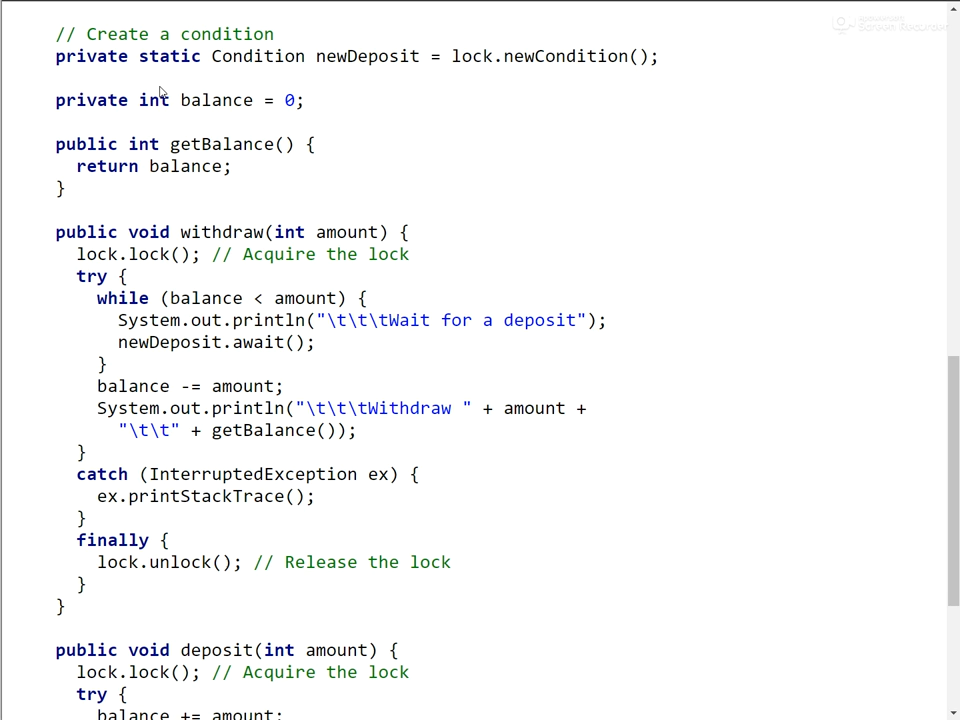 // Create a condition
private static Condition newDeposit = lock.newCondition();
private int balance = 0;
public int getBalance() {
return balance;
}
public void withdraw(int amount) {
lock.lock(); // Acquire the lock
try {
while (balance < amount) {
System.out.println("\t\t\tWait for a deposit");
newDeposit.await();
}
balance -= amount;
System.out.println("\t\t\tWithdraw " + amount +
"\t\t" + getBalance());
}
catch (InterruptedException ex) {
ex.printStackTrace();
}
finally {
lock.unlock(); // Release the lock
}
}
public void deposit(int amount) {
lock.lock(); // Acquire the lock
try {
balance += amount;